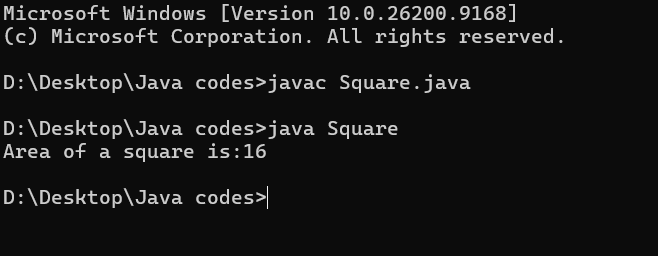 Microsoft Windows [Version 10.0.26200.9168]
(c) Microsoft Corporation. All rights reserved.
D:\Desktop\Java codes>javac Square.java
D:\Desktop\Java codes>java Square
Area of a square is:16
D:\Desktop\Java codes>